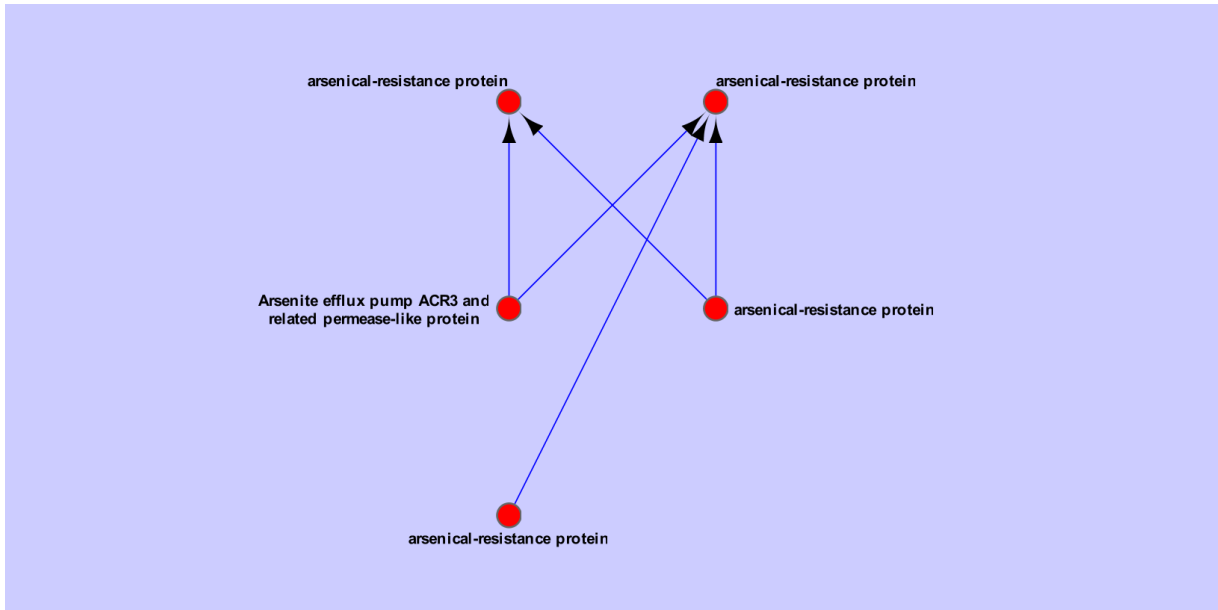 arsenical-resistance protein
arsenical-resistance protein
Arsenite efflux pump ACR3 and
related permease-like protein
arsenical-resistance protein
arsenical-resistance protein